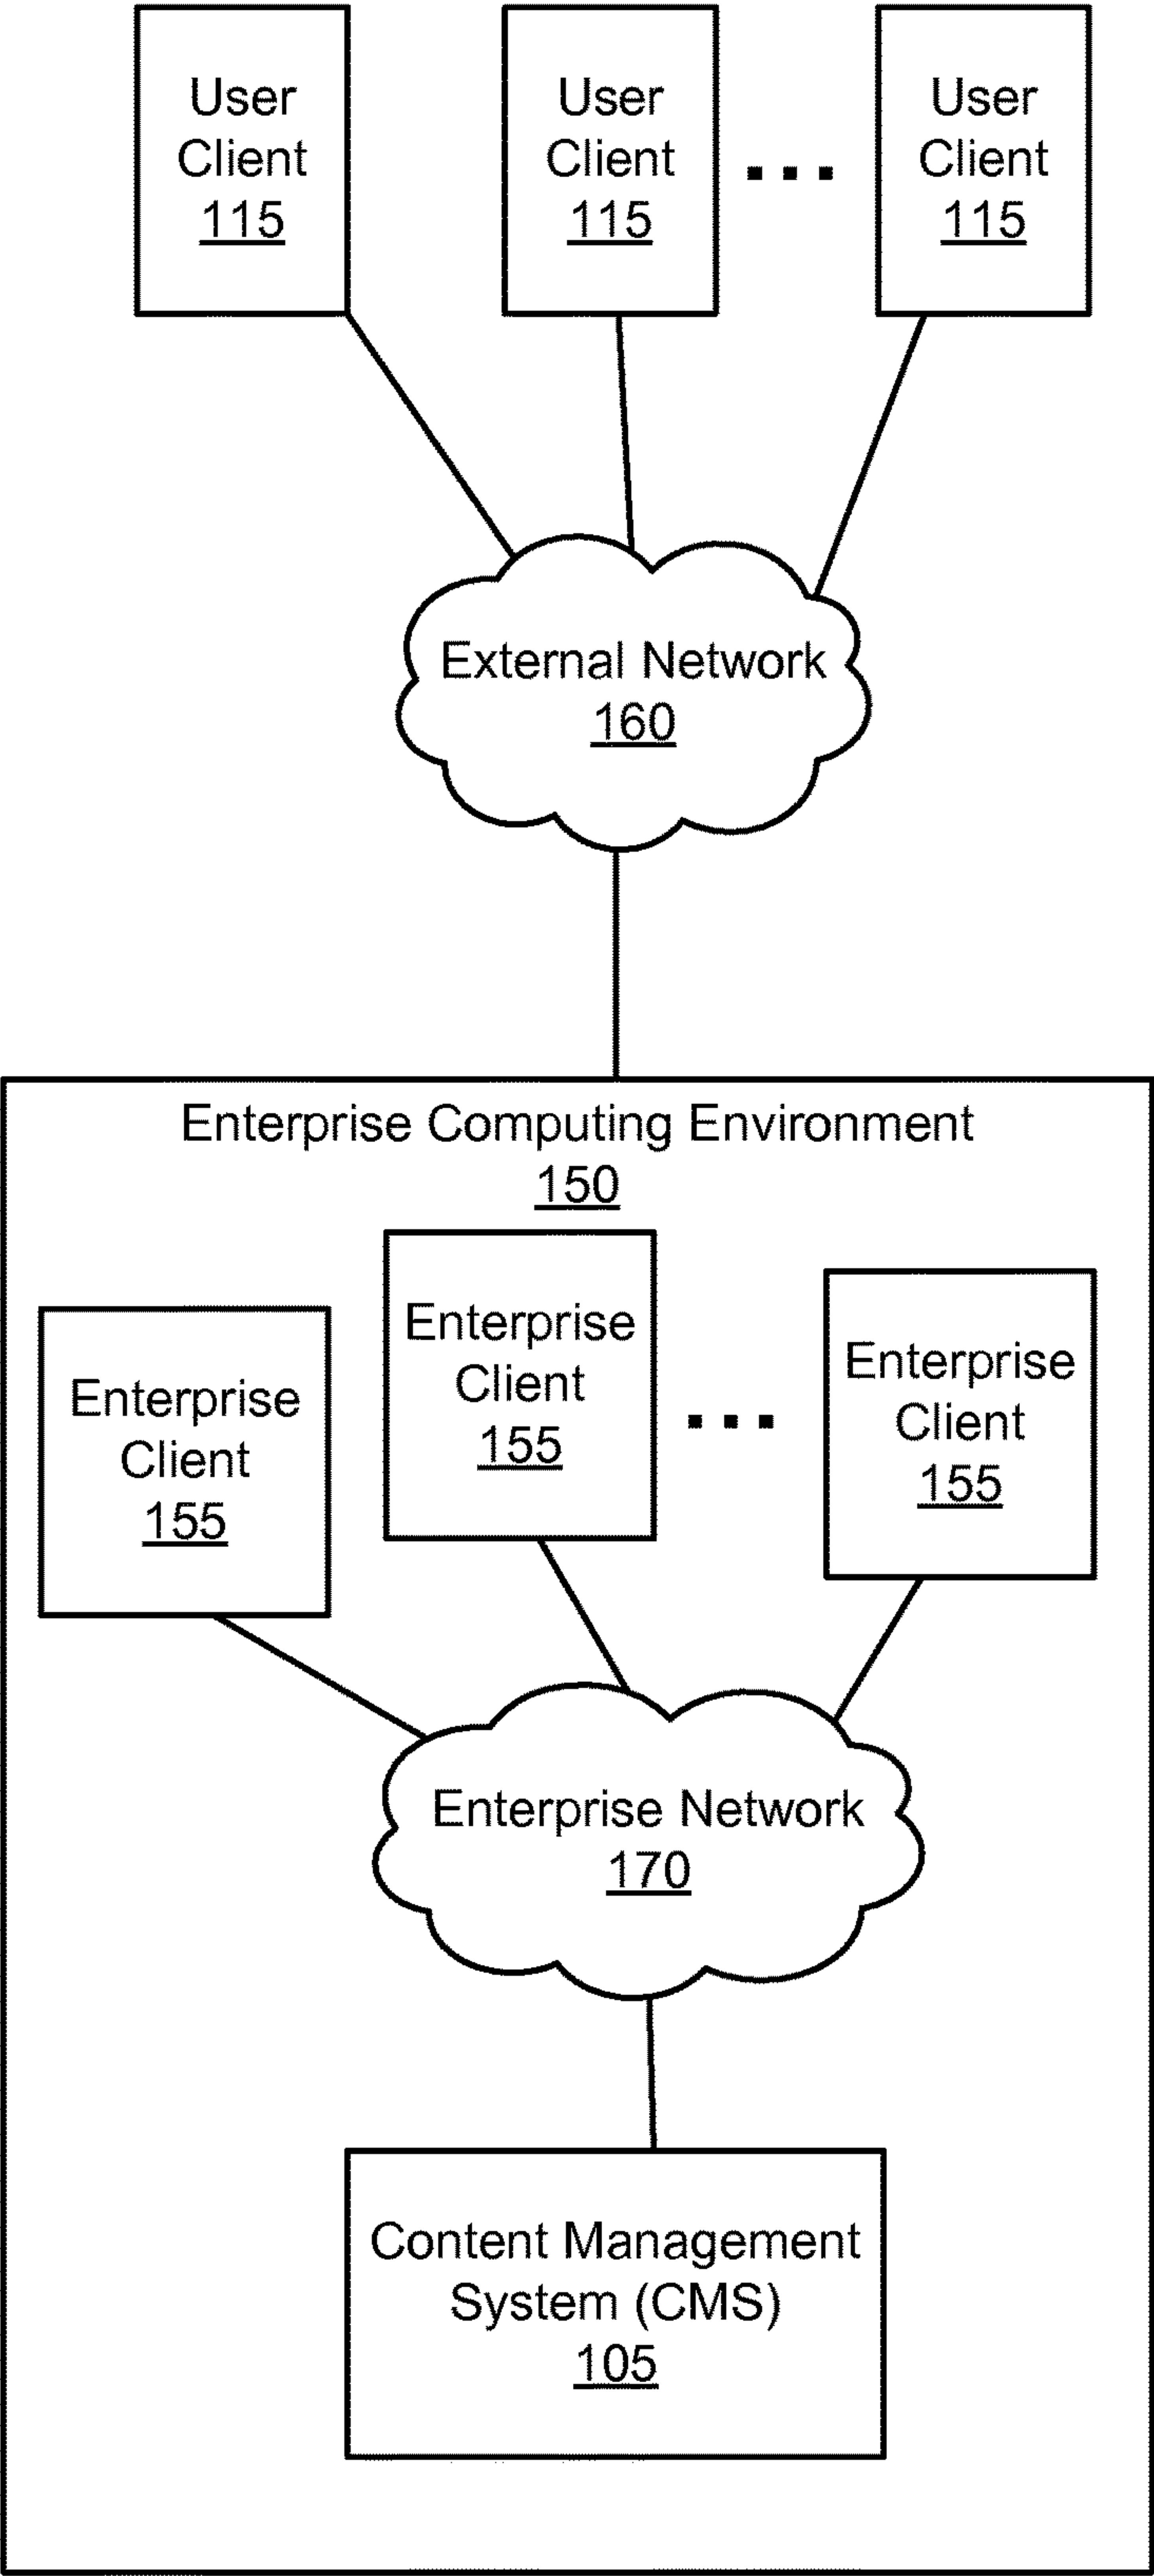 User
Client
115
User
Client
115
...
User
Client
115
External Network
160
Enterprise Computing Environment
150
Enterprise
Client
155
Enterprise
Client
155
...
Enterprise
Client
155
Enterprise Network
170
Content Management
System (CMS)
105